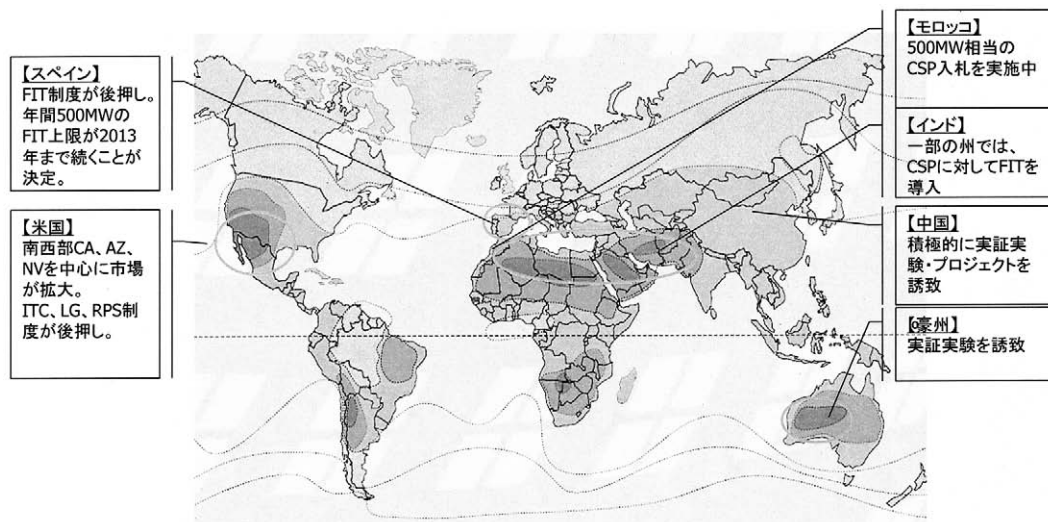 【スペイン】
FIT制度が後押し。
年間500MWの
FIT上限が2013
年まで続くことが
決定。
【米国】
南西部CA、AZ、
NVを中心に市場
が拡大。
ITC、LG、RPS制
度が後押し。
【モロッコ】
500MW相当の
CSP入札を実施中
【インド】
一部の州では、
CSPに対してFITを
導入
【中国】
積極的に実証実
験・プロジェクトを
誘致
【豪州】
実証実験を誘致